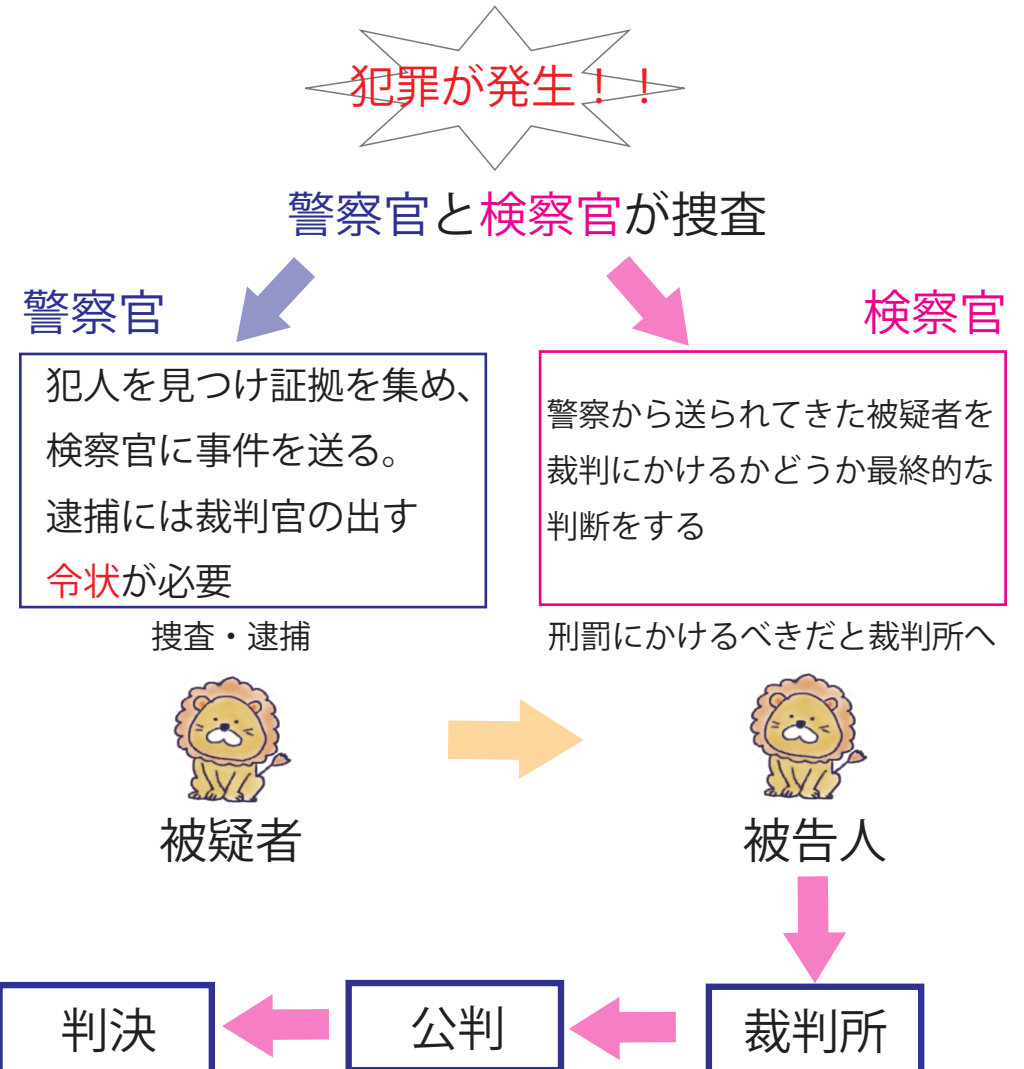 犯罪が発生！！
警察官と検察官が捜査
警察官
犯人を見つけ証拠を集め、
検察官に事件を送る。
逮捕には裁判官の出す
令状が必要
捜査・逮捕
被疑者
検察官
警察から送られてきた被疑者を
裁判にかけるかどうか最終的な
判断をする
刑罰にかけるべきだと裁判所へ
被告人
裁判所
公判
判決